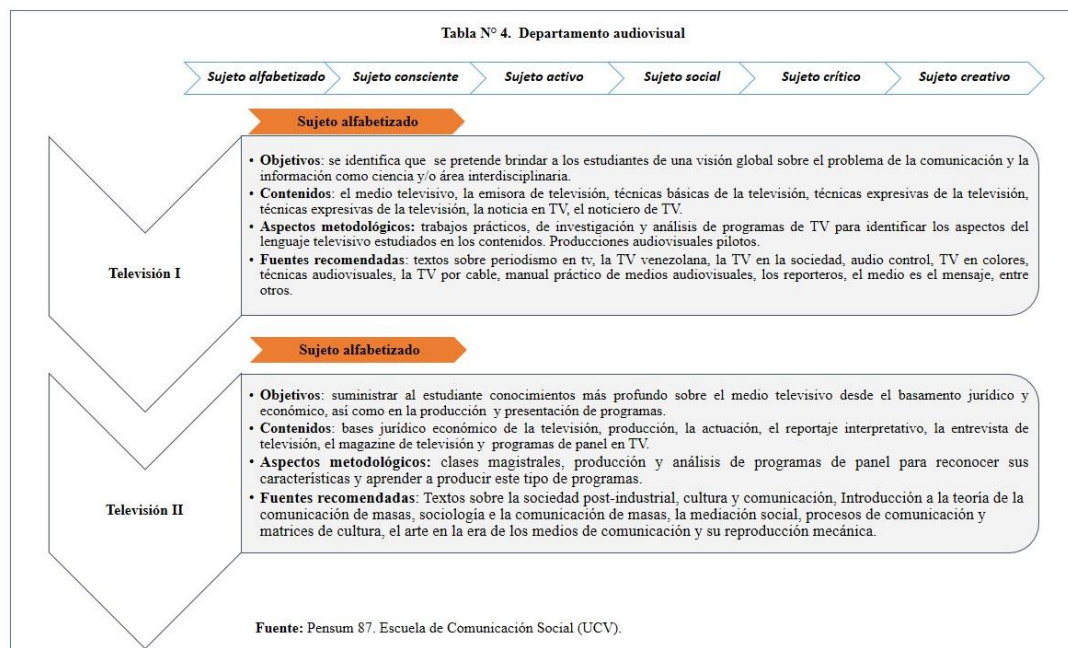 Tabla N° 4. Departamento audiovisual
Sujeto alfabetizado
Sujeto consciente
Sujeto activo
Sujeto social
Sujeto crítico
Sujeto creativo
Sujeto alfabetizado
Televisión I
• Objetivos: se identifica que se pretende brindar a los estudiantes de una visión global sobre el problema de la comunicación y la
información como ciencia y/o área interdisciplinaria.
• Contenidos: el medio televisivo, la emisora de televisión, técnicas básicas de la televisión, técnicas expresivas de la televisión,
técnicas expresivas de la televisión, la noticia en TV, el noticiero de TV.
• Aspectos metodológicos: trabajos prácticos, de investigación y análisis de programas de TV para identificar los aspectos del
lenguaje televisivo estudiados en los contenidos. Producciones audiovisuales pilotos.
• Fuentes recomendadas: textos sobre periodismo en tv, la TV venezolana, la TV en la sociedad, audio control, TV en colores,
técnicas audiovisuales, la TV por cable, manual práctico de medios audiovisuales, los reporteros, el medio es el mensaje, entre
otros.
Sujeto alfabetizado
Televisión II
• Objetivos: suministrar al estudiante conocimientos más profundo sobre el medio televisivo desde el basamento jurídico y
económico, así como en la producción y presentación de programas.
• Contenidos: bases jurídico económico de la televisión, producción, la actuación, el reportaje interpretativo, la entrevista de
televisión, el magazine de televisión y programas de panel en TV.
• Aspectos metodológicos: clases magistrales, producción y análisis de programas de panel para reconocer sus
características y aprender a producir este tipo de programas.
• Fuentes recomendadas: Textos sobre la sociedad post-industrial, cultura y comunicación, Introducción a la teoría de la
comunicación de masas, sociología e la comunicación de masas, la mediación social, procesos de comunicación y
matrices de cultura, el arte en la era de los medios de comunicación y su reproducción mecánica.
Fuente: Pensum 87. Escuela de Comunicación Social (UCV).